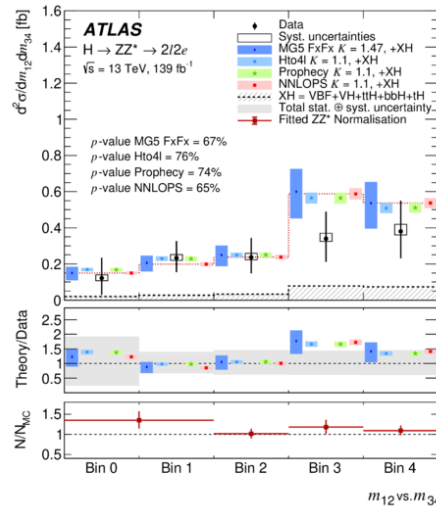 ATLAS
H → ZZ* → 2l2l
√s = 13 TeV, 139 fb⁻¹
Data
Syst. uncertainties
MG5 FxFx K = 1.47, +XH
Hto4l K = 1.1, +XH
Prophecy K = 1.1, +XH
NNLOPS K = 1.1, +XH
XH = VBF+VH+ttH+bbH+tH
Total stat. ⊕ syst. uncertainty
Fitted ZZ* Normalisation
p-value MG5 FxFx = 67%
p-value Hto4l = 76%
p-value Prophecy = 74%
p-value NNLOPS = 65%
d²σ/dm₁₂dm₃₄ [fb]
1.6
1.4
1.2
1
0.8
0.6
0.4
0.2
0
Theory/Data
2.5
2
1.5
1
0.5
N/N_MC
1.5
1
0.5
Bin 0 Bin 1 Bin 2 Bin 3 Bin 4
m₁₂ vs. m₃₄